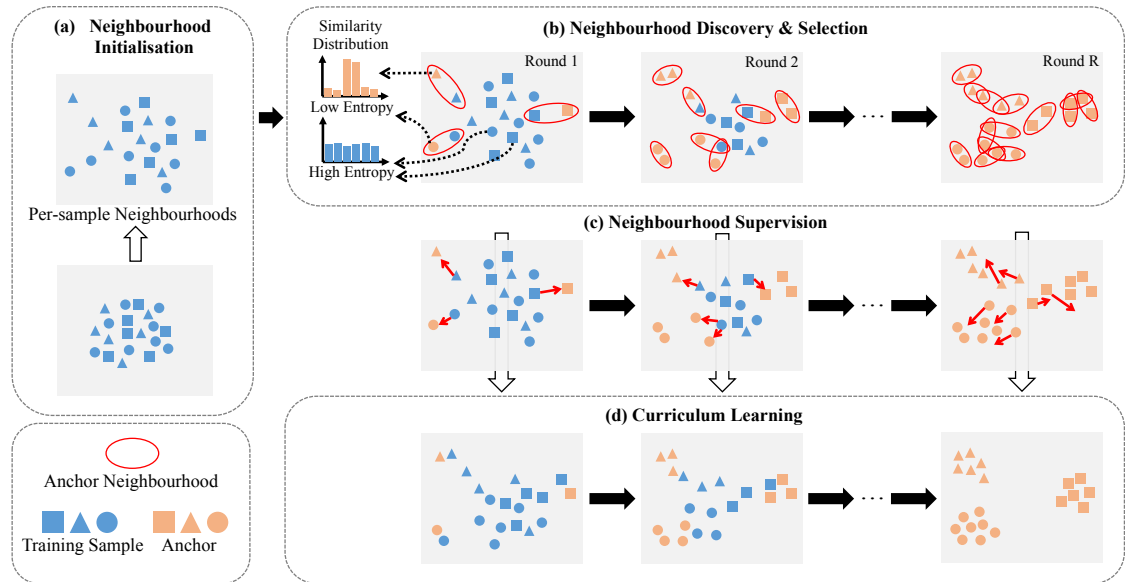 (a) Neighbourhood
Initialisation
Per-sample Neighbourhoods
Anchor Neighbourhood
Training Sample
Anchor
(b) Neighbourhood Discovery & Selection
Similarity
Distribution
Low Entropy
High Entropy
Round 1
Round 2
Round R
...
(c) Neighbourhood Supervision
...
(d) Curriculum Learning
...